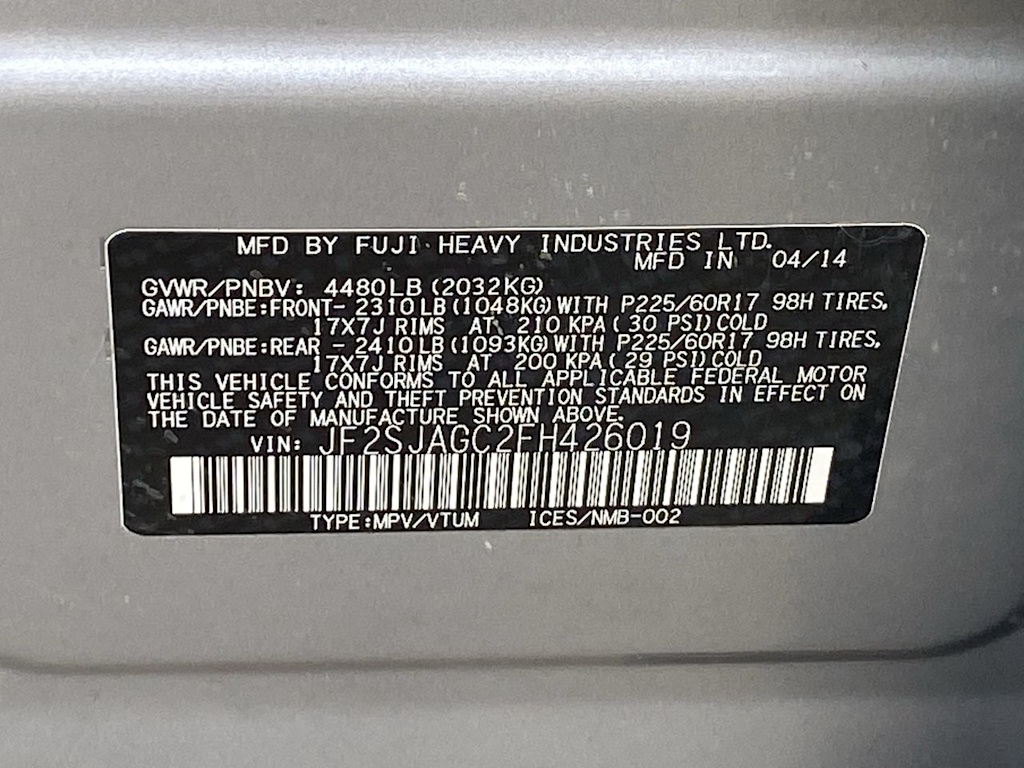 MFD BY FUJI HEAVY INDUSTRIES LTD.
MFD IN 04/14
GVWR/PNBV: 4480LB (2032KG)
GAWR/PNBE:FRONT- 2310LB (1048KG) WITH P225/60R17 98H TIRES,
17X7J RIMS AT 210 KPA ( 30 PSI) COLD
GAWR/PNBE:REAR - 2410LB (1093KG) WITH P225/60R17 98H TIRES,
17X7J RIMS AT 200 KPA ( 29 PSI) COLD
THIS VEHICLE CONFORMS TO ALL APPLICABLE FEDERAL MOTOR
VEHICLE SAFETY AND THEFT PREVENTION STANDARDS IN EFFECT ON
THE DATE OF MANUFACTURE SHOWN ABOVE.
VIN: JF2SJAGC2FH426019
TYPE:MPV/VTUM ICES/NMB-002